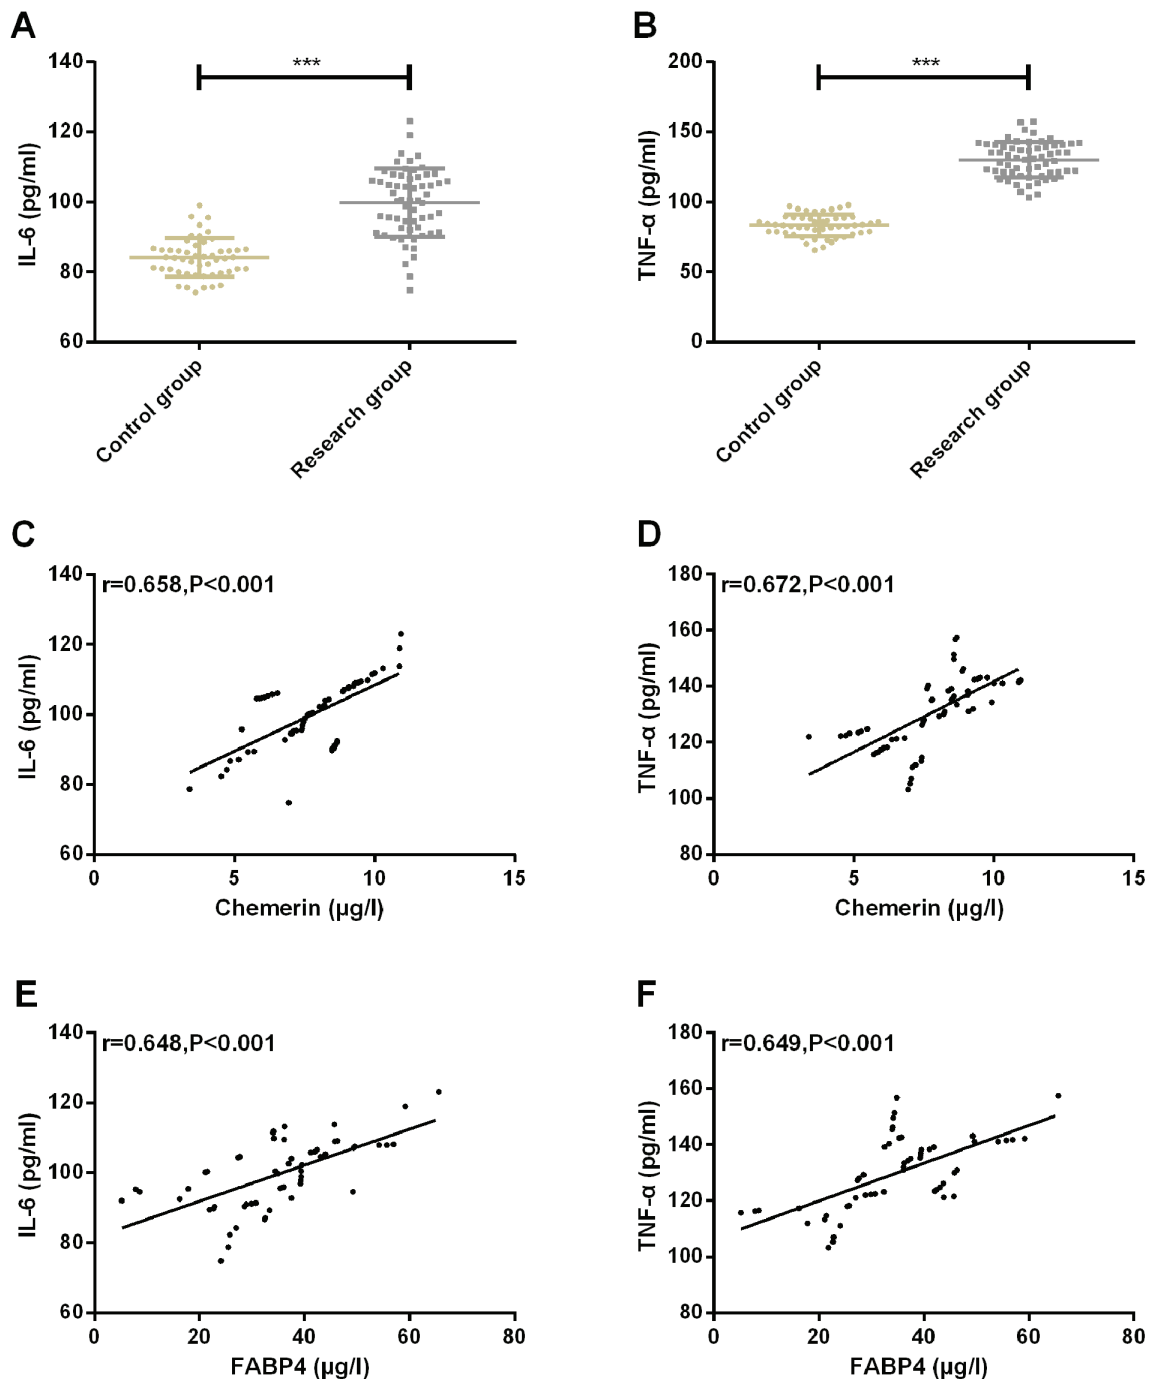 A
B
***
***
140
120
100
80
60
IL-6 (pg/ml)
Control group
Research group
200
150
100
50
0
TNF-α (pg/ml)
Control group
Research group
C
D
r=0.658,P<0.001
140
120
100
80
60
IL-6 (pg/ml)
0 5 10 15
Chemerin (µg/l)
r=0.672,P<0.001
180
160
140
120
100
80
TNF-α (pg/ml)
0 5 10 15
Chemerin (µg/l)
E
F
r=0.648,P<0.001
140
120
100
80
60
IL-6 (pg/ml)
0 20 40 60 80
FABP4 (µg/l)
r=0.649,P<0.001
180
160
140
120
100
80
TNF-α (pg/ml)
0 20 40 60 80
FABP4 (µg/l)